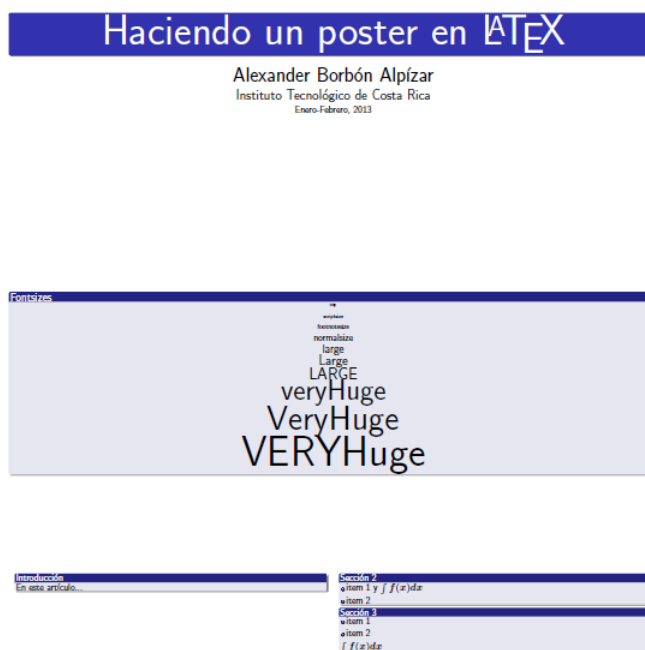 Haciendo un poster en LATEX
Alexander Borbón Alpízar
Instituto Tecnológico de Costa Rica
Enero-Febrero, 2013
Fontsizes
scriptsize
footnotesize
normalsize
large
Large
LARGE
veryHuge
VeryHuge
VERYHuge
Introducción
En este artículo...
Sección 2
item 1 y ∫ f(x)dx
item 2
Sección 3
item 1
item 2
∫ f(x)dx